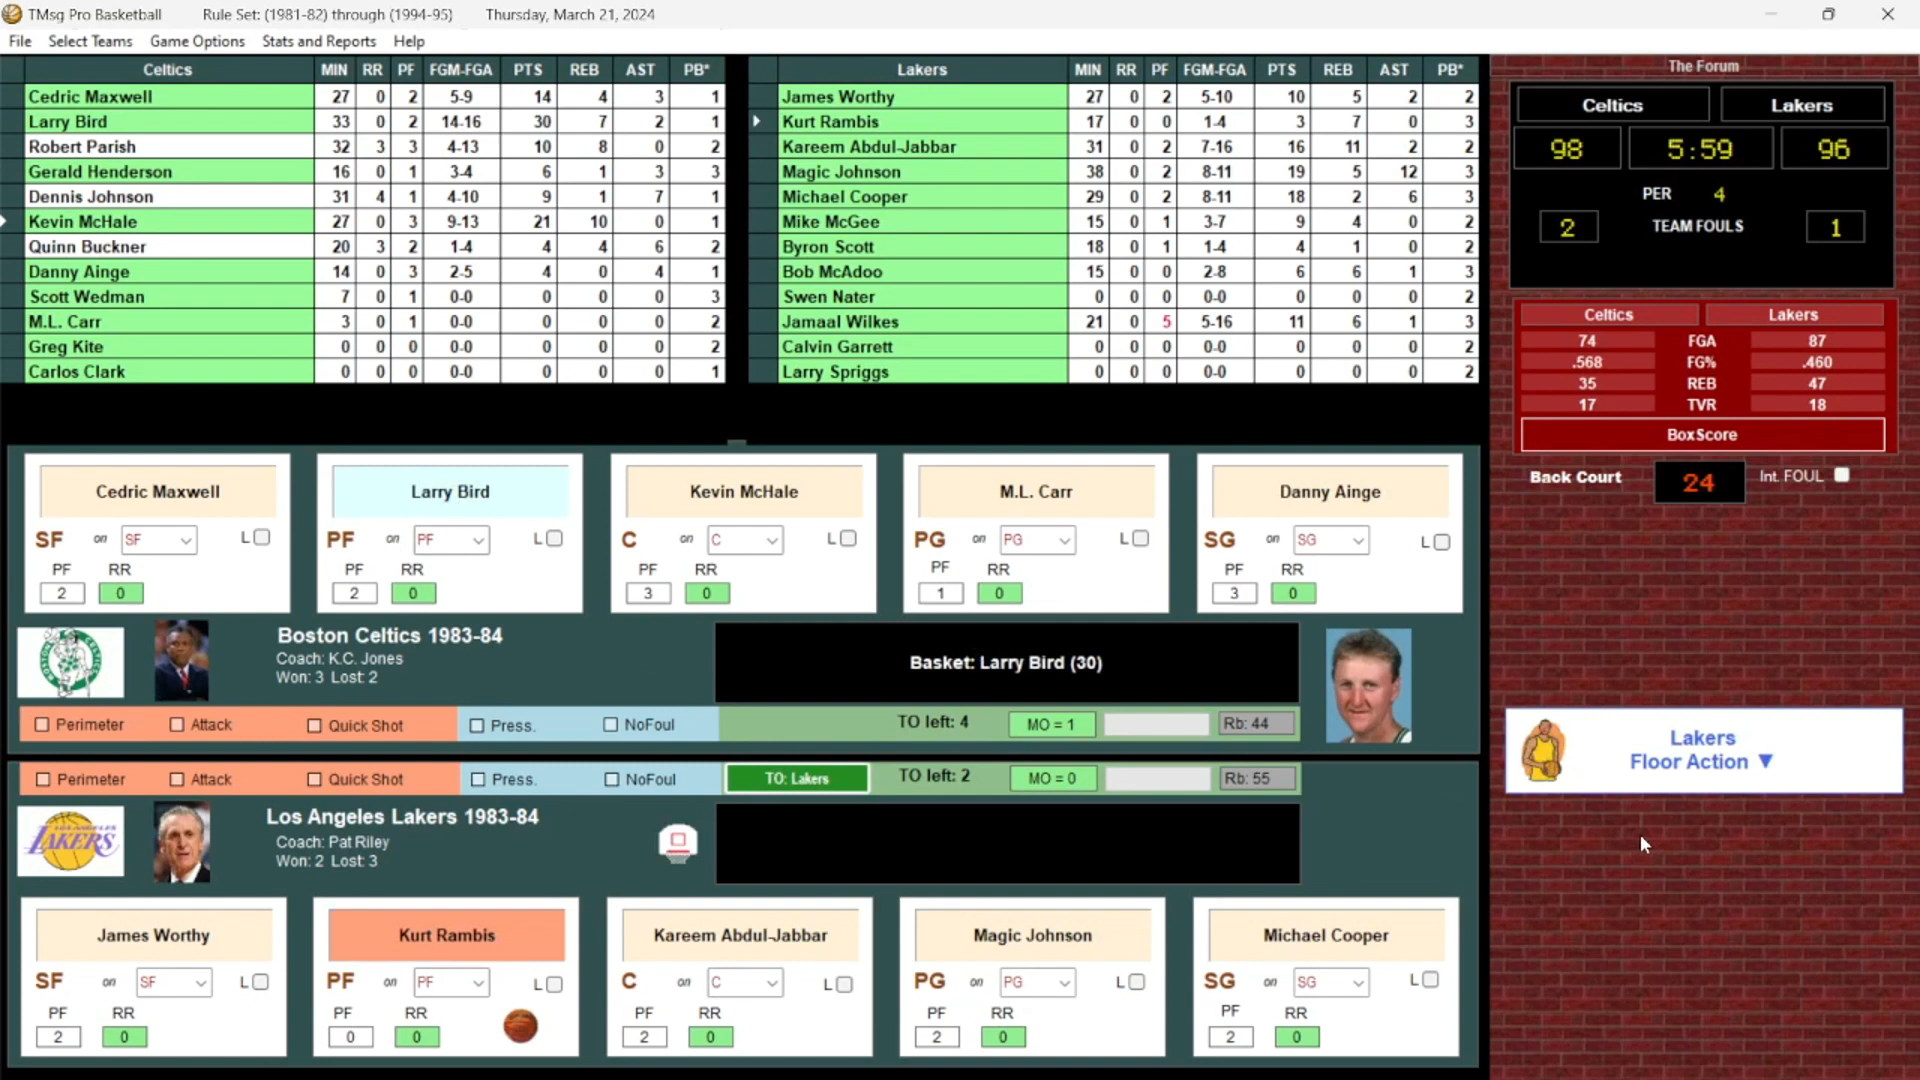 TMsg Pro Basketball Rule Set: (1981-82) through (1994-95) Thursday, March 21, 2024
File Select Teams Game Options Stats and Reports Help
Celtics MIN RR PF FGM-FGA PTS REB AST PB*
Cedric Maxwell 27 0 2 5-9 14 4 3 1
Larry Bird 33 0 2 14-16 30 7 2 1
Robert Parish 32 3 3 4-13 10 8 0 2
Gerald Henderson 16 0 1 3-4 6 1 3 3
Dennis Johnson 31 4 1 4-10 9 1 7 1
Kevin McHale 27 0 3 9-13 21 10 0 1
Quinn Buckner 20 3 2 1-4 4 4 6 2
Danny Ainge 14 0 3 2-5 4 0 4 1
Scott Wedman 7 0 1 0-0 0 0 0 3
M.L. Carr 3 0 1 0-0 0 0 0 2
Greg Kite 0 0 0 0-0 0 0 0 2
Carlos Clark 0 0 0 0-0 0 0 0 1
Lakers MIN RR PF FGM-FGA PTS REB AST PB*
James Worthy 27 0 2 5-10 10 5 2 2
Kurt Rambis 17 0 0 1-4 3 7 0 3
Kareem Abdul-Jabbar 31 0 2 7-16 16 11 2 2
Magic Johnson 38 0 2 8-11 19 5 12 3
Michael Cooper 29 0 2 8-11 18 2 6 3
Mike McGee 15 0 1 3-7 9 4 0 2
Byron Scott 18 0 1 1-4 4 1 0 2
Bob McAdoo 15 0 0 2-8 6 6 1 3
Swen Nater 0 0 0 0-0 0 0 0 2
Jamaal Wilkes 21 0 5 5-16 11 6 1 3
Calvin Garrett 0 0 0 0-0 0 0 0 2
Larry Spriggs 0 0 0 0-0 0 0 0 2
The Forum
Celtics Lakers
98 5:59 96
PER 4
2 TEAM FOULS 1
Celtics Lakers
74 FGA 87
.568 FG% .460
35 REB 47
17 TVR 18
BoxScore
Back Court 24 Int. FOUL
Lakers
Floor Action ▼
Cedric Maxwell Larry Bird Kevin McHale M.L. Carr Danny Ainge
SF on SF L PF on PF L C on C L PG on PG L SG on SG L
PF RR PF RR PF RR PF RR PF RR
2 0 2 0 3 0 1 0 3 0
BOSTON CELTICS
Boston Celtics 1983-84
Coach: K.C. Jones
Won: 3 Lost: 2
Basket: Larry Bird (30)
Perimeter Attack Quick Shot Press. NoFoul TO left: 4 MO = 1 Rb: 44
Perimeter Attack Quick Shot Press. NoFoul TO: Lakers TO left: 2 MO = 0 Rb: 55
LOS ANGELES LAKERS
Los Angeles Lakers 1983-84
Coach: Pat Riley
Won: 2 Lost: 3
James Worthy Kurt Rambis Kareem Abdul-Jabbar Magic Johnson Michael Cooper
SF on SF L PF on PF L C on C L PG on PG L SG on SG L
PF RR PF RR PF RR PF RR PF RR
2 0 0 0 2 0 2 0 2 0